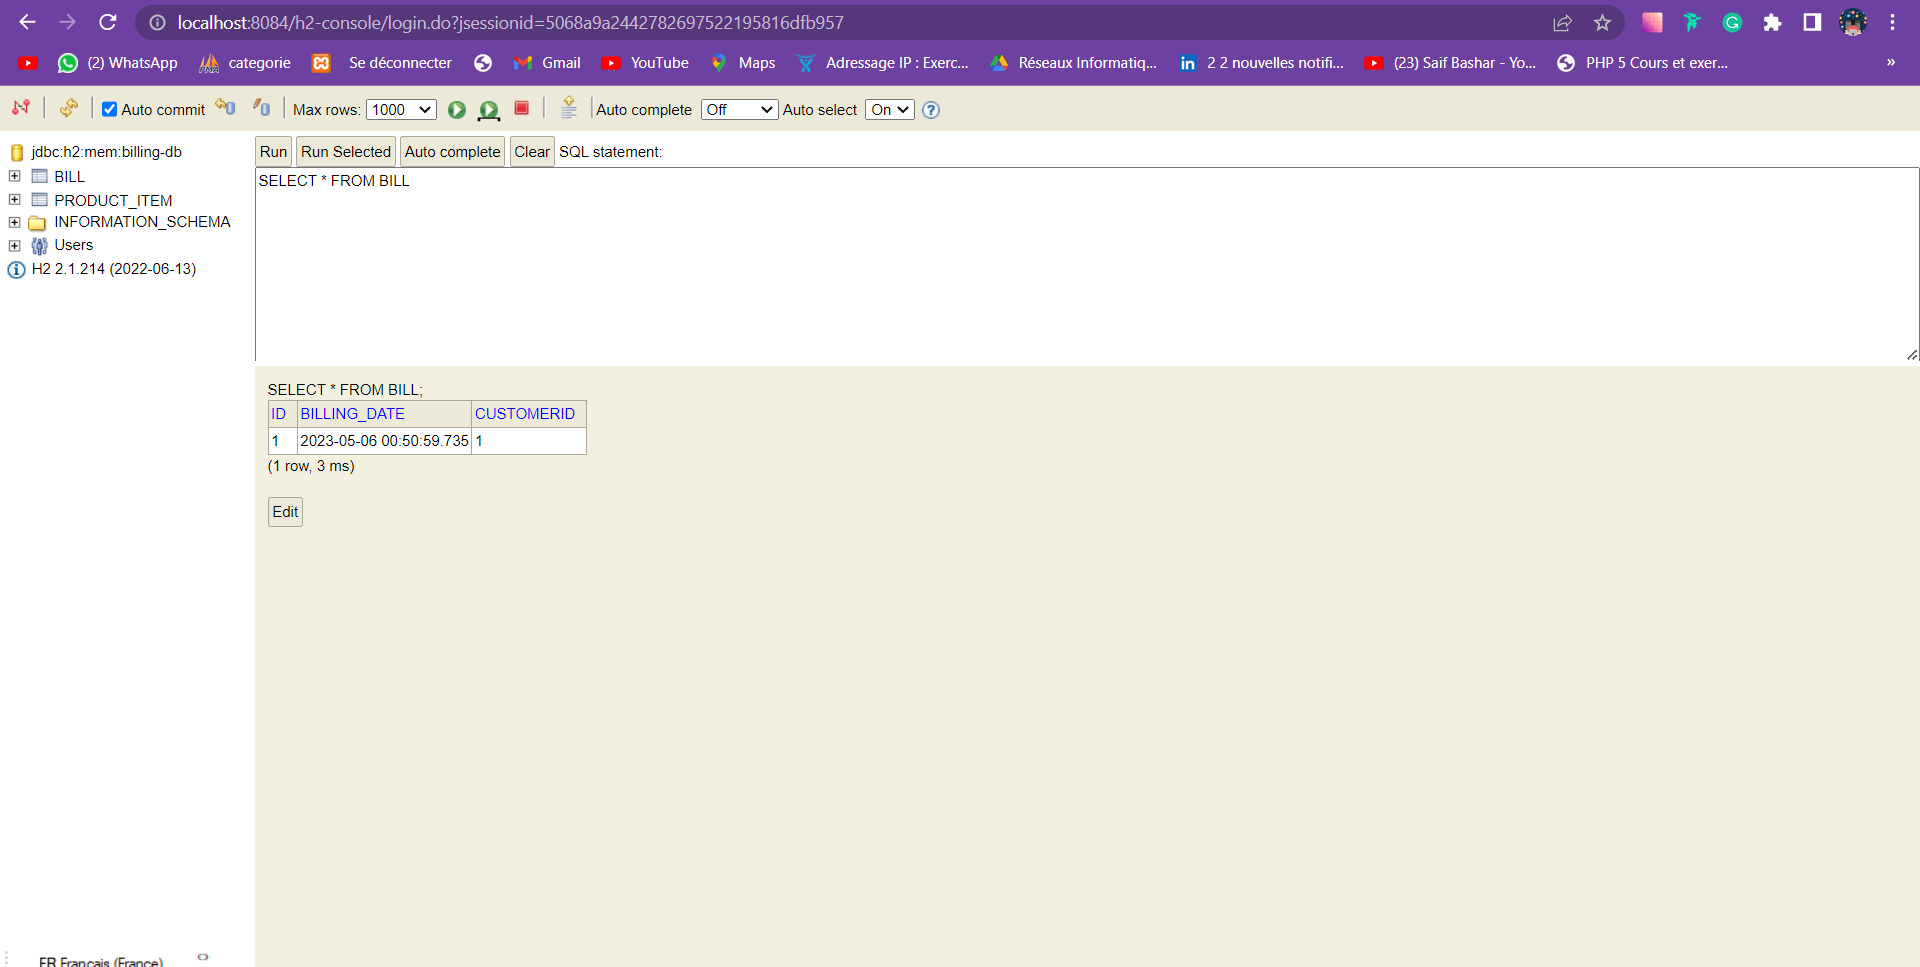 localhost:8084/h2-console/login.do?jsessionid=5068a9a2442782697522195816dfb957
(2) WhatsApp categorie Se déconnecter Gmail YouTube Maps Adressage IP : Exerc... Réseaux Informatiq... 2 2 nouvelles notifi... (23) Saif Bashar - Yo... PHP 5 Cours et exer... »
Auto commit Max rows: 1000 Auto complete Off Auto select On
jdbc:h2:mem:billing-db
BILL
PRODUCT_ITEM
INFORMATION_SCHEMA
Users
H2 2.1.214 (2022-06-13)
Run Run Selected Auto complete Clear SQL statement:
SELECT * FROM BILL
SELECT * FROM BILL;
ID BILLING_DATE CUSTOMERID
1 2023-05-06 00:50:59.735 1
(1 row, 3 ms)
Edit
FR Français (France)